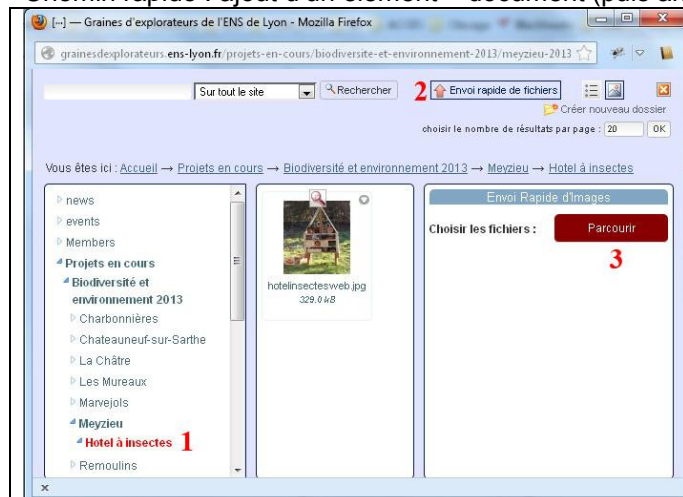 [...] — Graines d'explorateurs de l'ENS de Lyon - Mozilla Firefox
grainesdexplorateurs.ens-lyon.fr/projets-en-cours/biodiversite-et-environnement-2013/meyzieu-2013
Sur tout le site Rechercher 2 Envoi rapide de fichiers
Créer nouveau dossier
choisir le nombre de résultats par page : 20 OK
Vous êtes ici : Accueil → Projets en cours → Biodiversité et environnement 2013 → Meyzieu → Hotel à insectes
news
events
Members
Projets en cours
Biodiversité et
environnement 2013
Charbonnières
Chateauneuf-sur-Sarthe
La Châtre
Les Mureaux
Marvejols
Meyzieu
Hotel à insectes 1
Remoulins
hotelinsectesweb.jpg
329.0 kB
Envoi Rapide d'Images
Choisir les fichiers : Parcourir
3
x